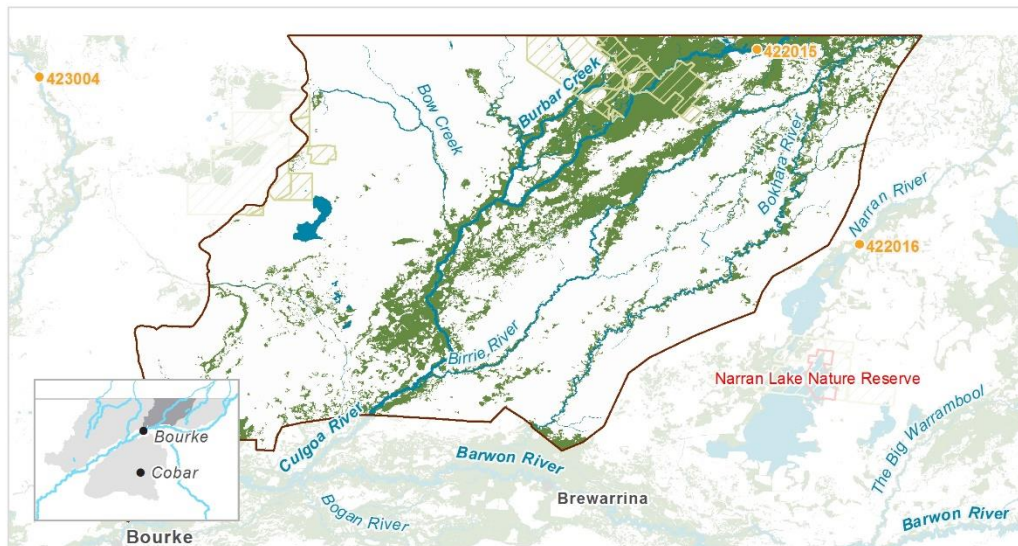 423004
422015
Bow Creek
Burbar Creek
Bokhara River
Narran River
422016
Birrie River
Narran Lake Nature Reserve
Culgoa River
Bourke
Cobar
Barwon River
Brewarrina
The Big Warrambool
Bogan River
Barwon River
Bourke